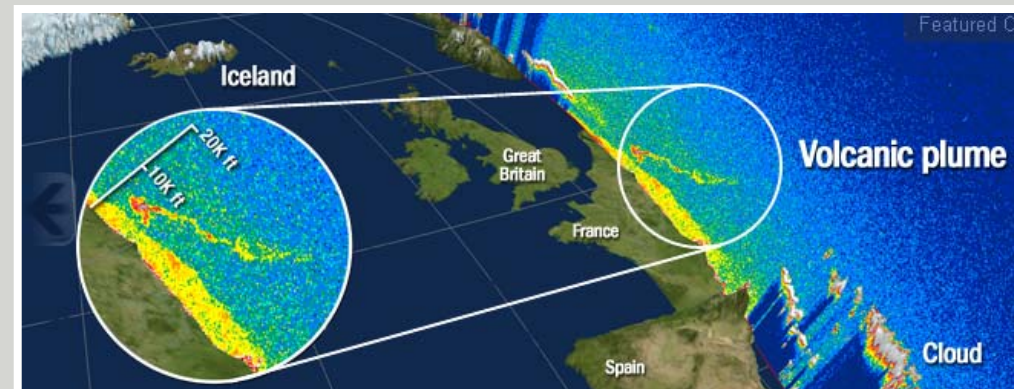 Featured
Iceland
20K ft
10K ft
Great
Britain
Volcanic plume
France
Spain
Cloud